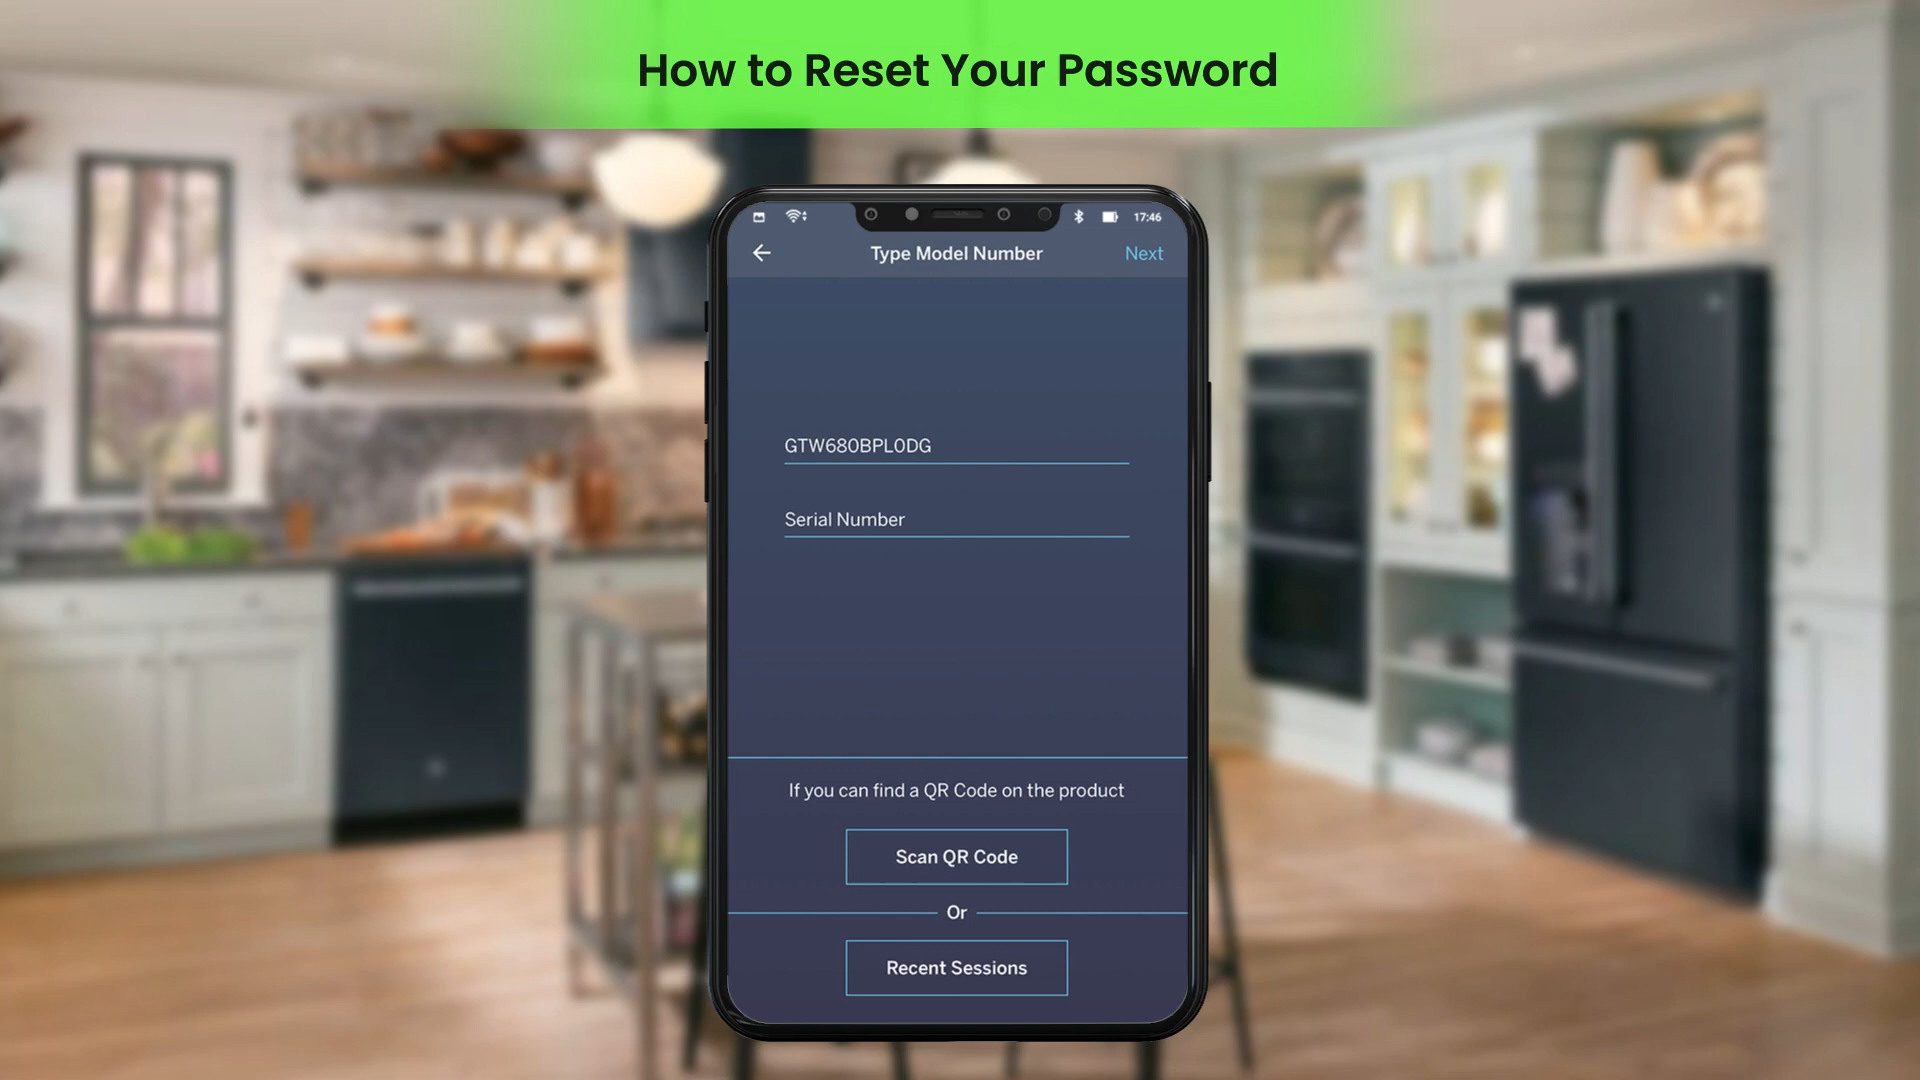 How to Reset Your Password
17:46
Type Model Number
Next
GTW680BPL0DG
Serial Number
If you can find a QR Code on the product
Scan QR Code
Or
Recent Sessions